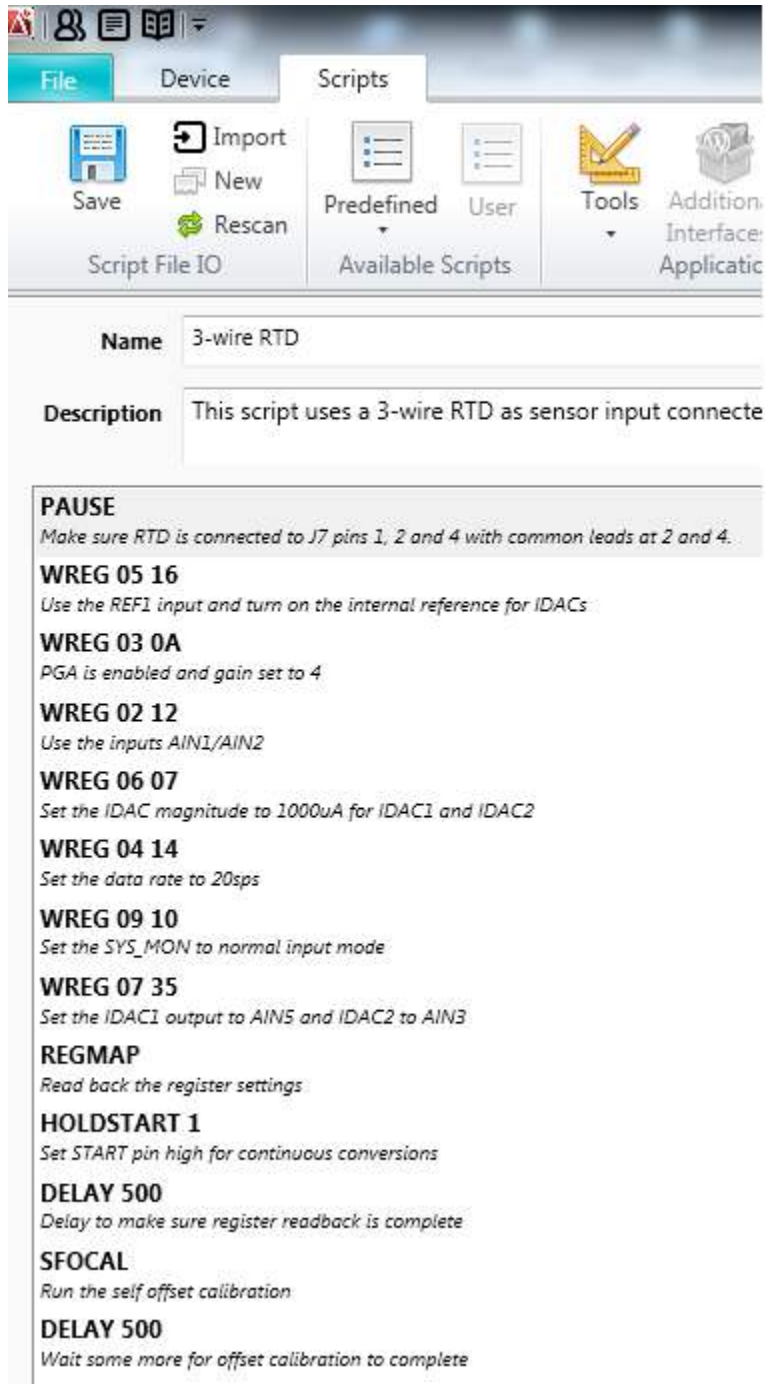 File Device Scripts
Save
Import
New
Rescan
Predefined
User
Tools
Addition
Interface
Script File IO
Available Scripts
Applicatic
Name 3-wire RTD
Description This script uses a 3-wire RTD as sensor input connecte
PAUSE
Make sure RTD is connected to J7 pins 1, 2 and 4 with common leads at 2 and 4.
WREG 05 16
Use the REF1 input and turn on the internal reference for IDACs
WREG 03 0A
PGA is enabled and gain set to 4
WREG 02 12
Use the inputs AIN1/AIN2
WREG 06 07
Set the IDAC magnitude to 1000uA for IDAC1 and IDAC2
WREG 04 14
Set the data rate to 20sps
WREG 09 10
Set the SYS_MON to normal input mode
WREG 07 35
Set the IDAC1 output to AIN5 and IDAC2 to AIN3
REGMAP
Read back the register settings
HOLDSTART 1
Set START pin high for continuous conversions
DELAY 500
Delay to make sure register readback is complete
SFOCAL
Run the self offset calibration
DELAY 500
Wait some more for offset calibration to complete